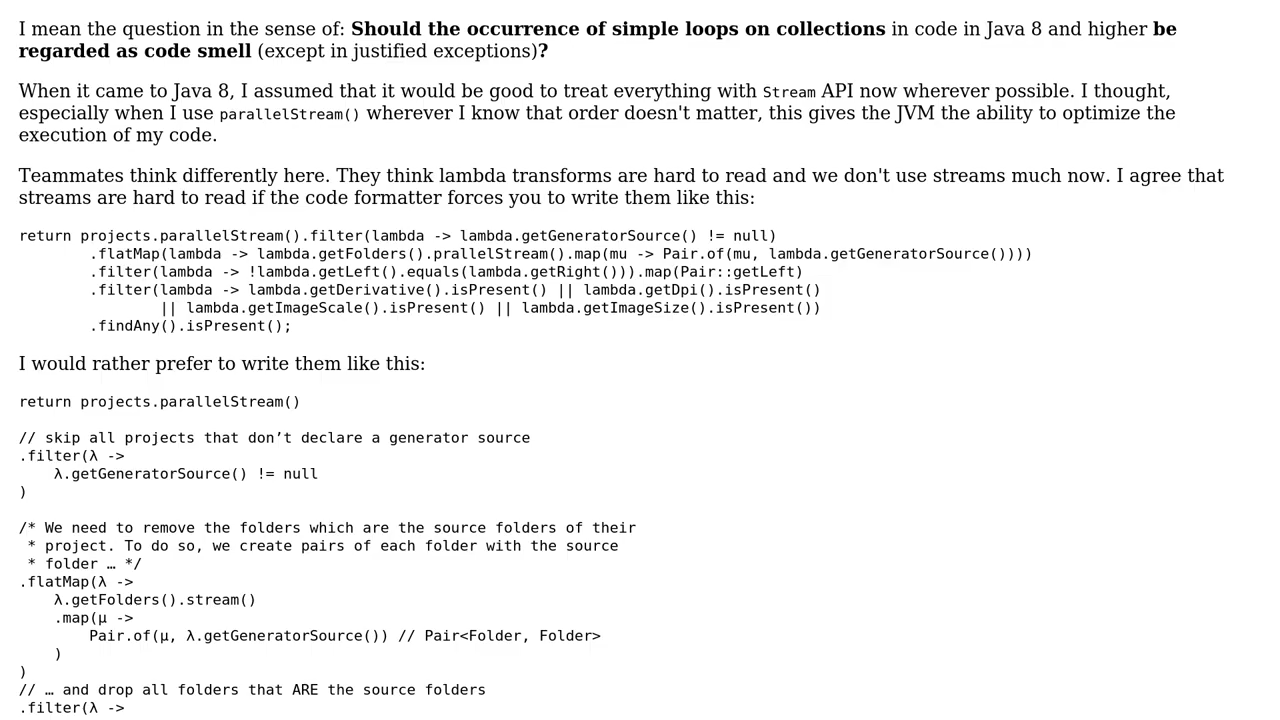 I mean the question in the sense of: Should the occurrence of simple loops on collections in code in Java 8 and higher be
regarded as code smell (except in justified exceptions)?
When it came to Java 8, I assumed that it would be good to treat everything with Stream API now wherever possible. I thought,
especially when I use parallelStream() wherever I know that order doesn't matter, this gives the JVM the ability to optimize the
execution of my code.
Teammates think differently here. They think lambda transforms are hard to read and we don't use streams much now. I agree that
streams are hard to read if the code formatter forces you to write them like this:
return projects.parallelStream().filter(lambda -> lambda.getGeneratorSource() != null)
        .flatMap(lambda -> lambda.getFolders().prallelStream().map(mu -> Pair.of(mu, lambda.getGeneratorSource())))
        .filter(lambda -> !lambda.getLeft().equals(lambda.getRight())).map(Pair::getLeft)
        .filter(lambda -> lambda.getDerivative().isPresent() || lambda.getDpi().isPresent()
                || lambda.getImageScale().isPresent() || lambda.getImageSize().isPresent())
        .findAny().isPresent();
I would rather prefer to write them like this:
return projects.parallelStream()
// skip all projects that don’t declare a generator source
.filter(λ ->
    λ.getGeneratorSource() != null
)
/* We need to remove the folders which are the source folders of their
 * project. To do so, we create pairs of each folder with the source
 * folder … */
.flatMap(λ ->
    λ.getFolders().stream()
    .map(μ ->
        Pair.of(μ, λ.getGeneratorSource()) // Pair<Folder, Folder>
    )
)
// … and drop all folders that ARE the source folders
.filter(λ ->